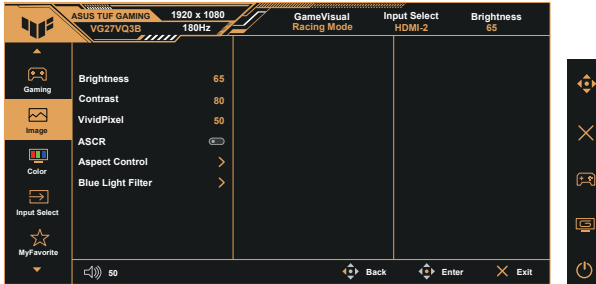 ASUS TUF GAMING 1920 x 1080
VG27VQ3B 180Hz
GameVisual
Racing Mode
Input Select
HDMI-2
Brightness
65
Gaming
Image
Color
Input Select
MyFavorite
Brightness 65
Contrast 80
VividPixel 50
ASCR
Aspect Control
Blue Light Filter
50
Back Enter Exit